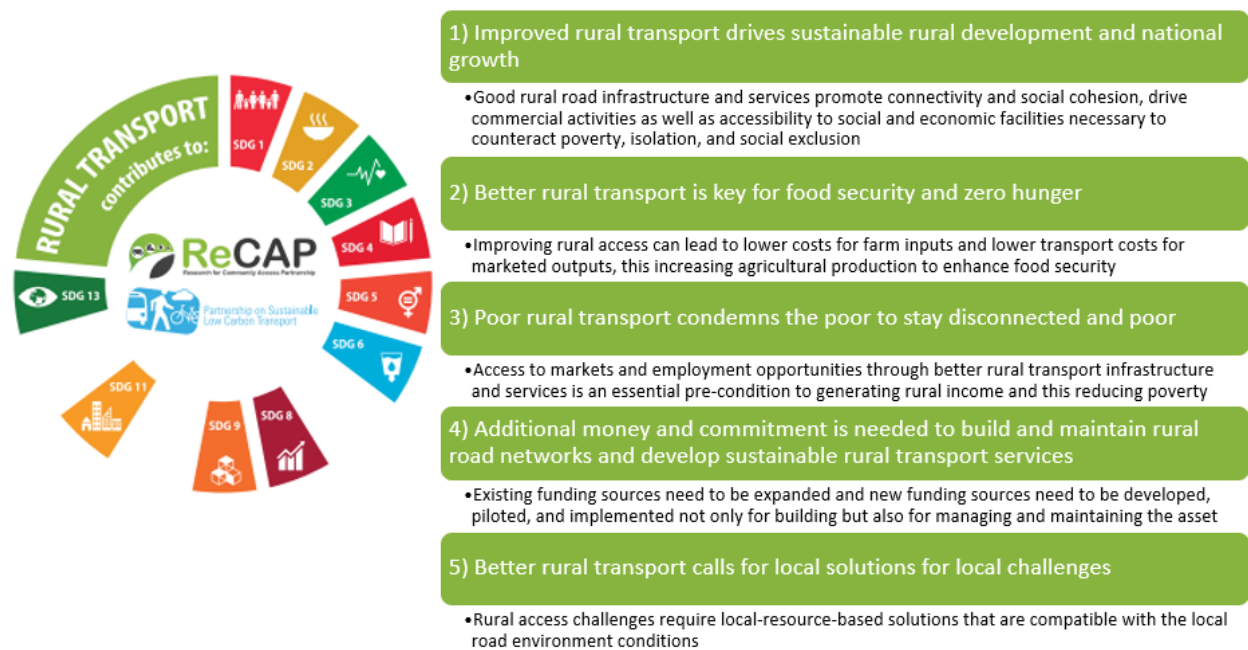 RURAL TRANSPORT
contributes to:
SDG 1
SDG 2
SDG 3
SDG 4
SDG 5
SDG 6
SDG 8
SDG 9
SDG 11
SDG 13
ReCAP
Research for Community Access Partnership
Partnership on Sustainable
Low Carbon Transport
1) Improved rural transport drives sustainable rural development and national
growth
•Good rural road infrastructure and services promote connectivity and social cohesion, drive
commercial activities as well as accessibility to social and economic facilities necessary to
counteract poverty, isolation, and social exclusion
2) Better rural transport is key for food security and zero hunger
•Improving rural access can lead to lower costs for farm inputs and lower transport costs for
marketed outputs, this increasing agricultural production to enhance food security
3) Poor rural transport condemns the poor to stay disconnected and poor
•Access to markets and employment opportunities through better rural transport infrastructure
and services is an essential pre-condition to generating rural income and this reducing poverty
4) Additional money and commitment is needed to build and maintain rural
road networks and develop sustainable rural transport services
•Existing funding sources need to be expanded and new funding sources need to be developed,
piloted, and implemented not only for building but also for managing and maintaining the asset
5) Better rural transport calls for local solutions for local challenges
•Rural access challenges require local-resource-based solutions that are compatible with the local
road environment conditions